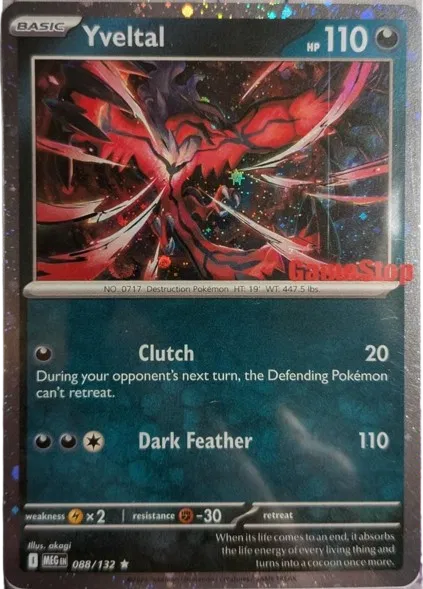 BASIC
Yveltal
HP 110
GameStop
NO. 0717 Destruction Pokémon HT: 19' WT: 447.5 lbs.
Clutch 20
During your opponent's next turn, the Defending Pokémon
can't retreat.
Dark Feather 110
weakness ×2 resistance -30 retreat
Illus. akagi
I MEG EN 088/132 ★
When its life comes to an end, it absorbs
the life energy of every living thing and
turns into a cocoon once more.